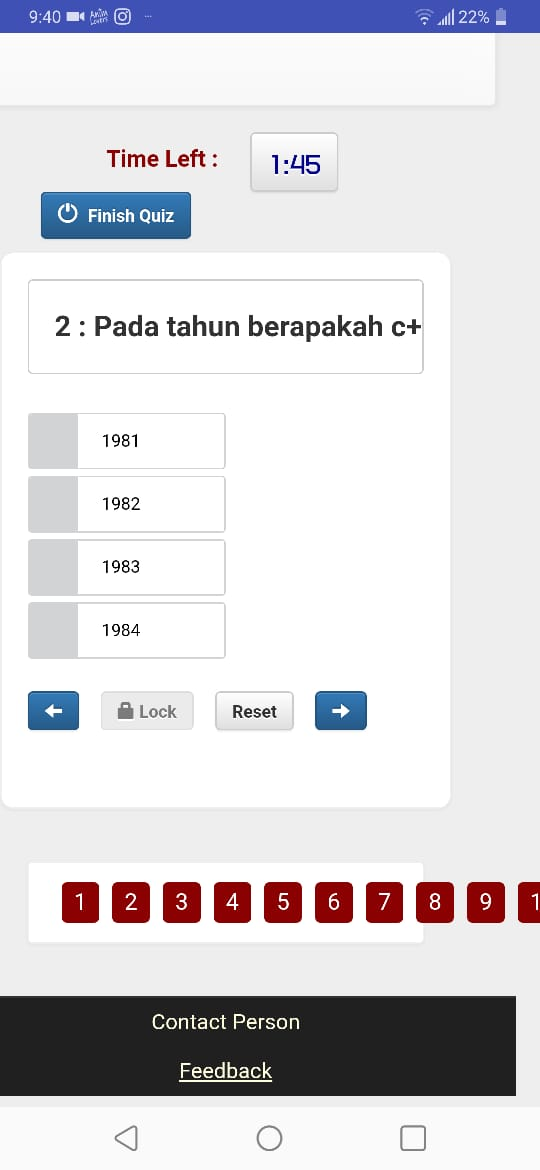 9:40
22%
Time Left :
1:45
Finish Quiz
2 : Pada tahun berapakah c+
1981
1982
1983
1984
Lock
Reset
1 2 3 4 5 6 7 8 9 1
Contact Person
Feedback